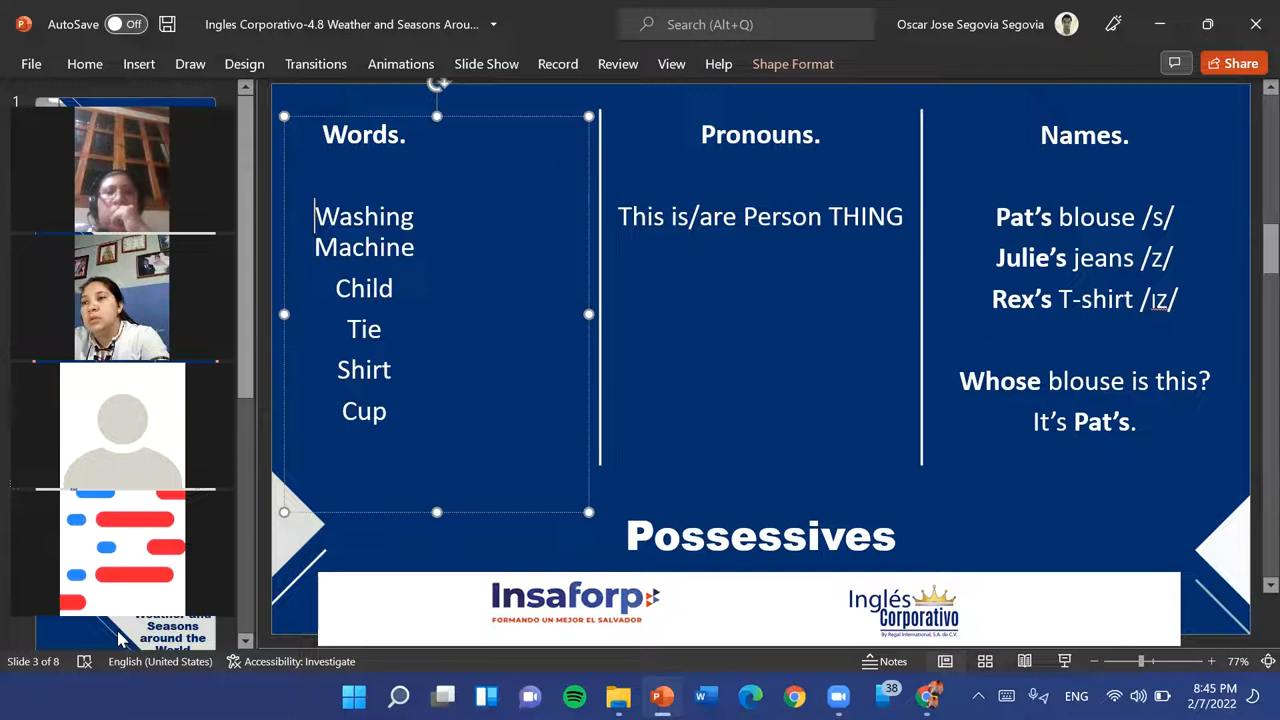 AutoSave Off Ingles Corporativo-4.8 Weather and Seasons Arou... Search (Alt+Q) Oscar Jose Segovia Segovia
File Home Insert Draw Design Transitions Animations Slide Show Record Review View Help Shape Format Share
1
Words.
Washing
Machine
Child
Tie
Shirt
Cup
Pronouns.
This is/are Person THING
Names.
Pat's blouse /s/
Julie's jeans /z/
Rex's T-shirt /ɪz/
Whose blouse is this?
It's Pat's.
Possessives
Insaforp
FORMANDO UN MEJOR EL SALVADOR
Inglés
Corporativo
By Regal International, S.A. de C.V.
Seasons
around the
World
Slide 3 of 8 English (United States) Accessibility: Investigate Notes 77%
38 ENG 8:45 PM
2/7/2022